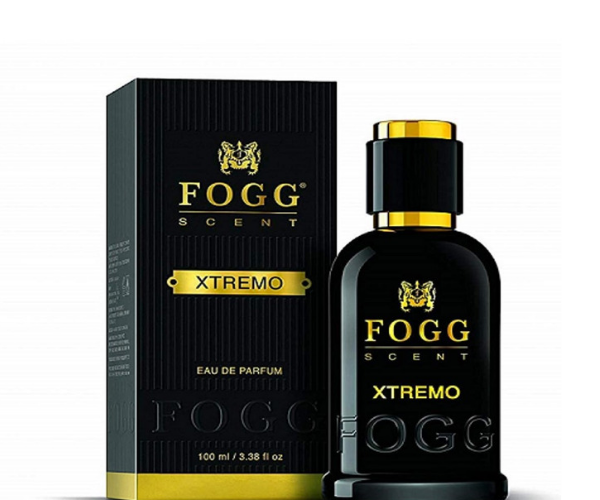 FOGG®
SCENT
XTREMO
EAU DE PARFUM
FOGG
100 ml / 3.38 fl oz
FOGG
SCENT
XTREMO
FOGG